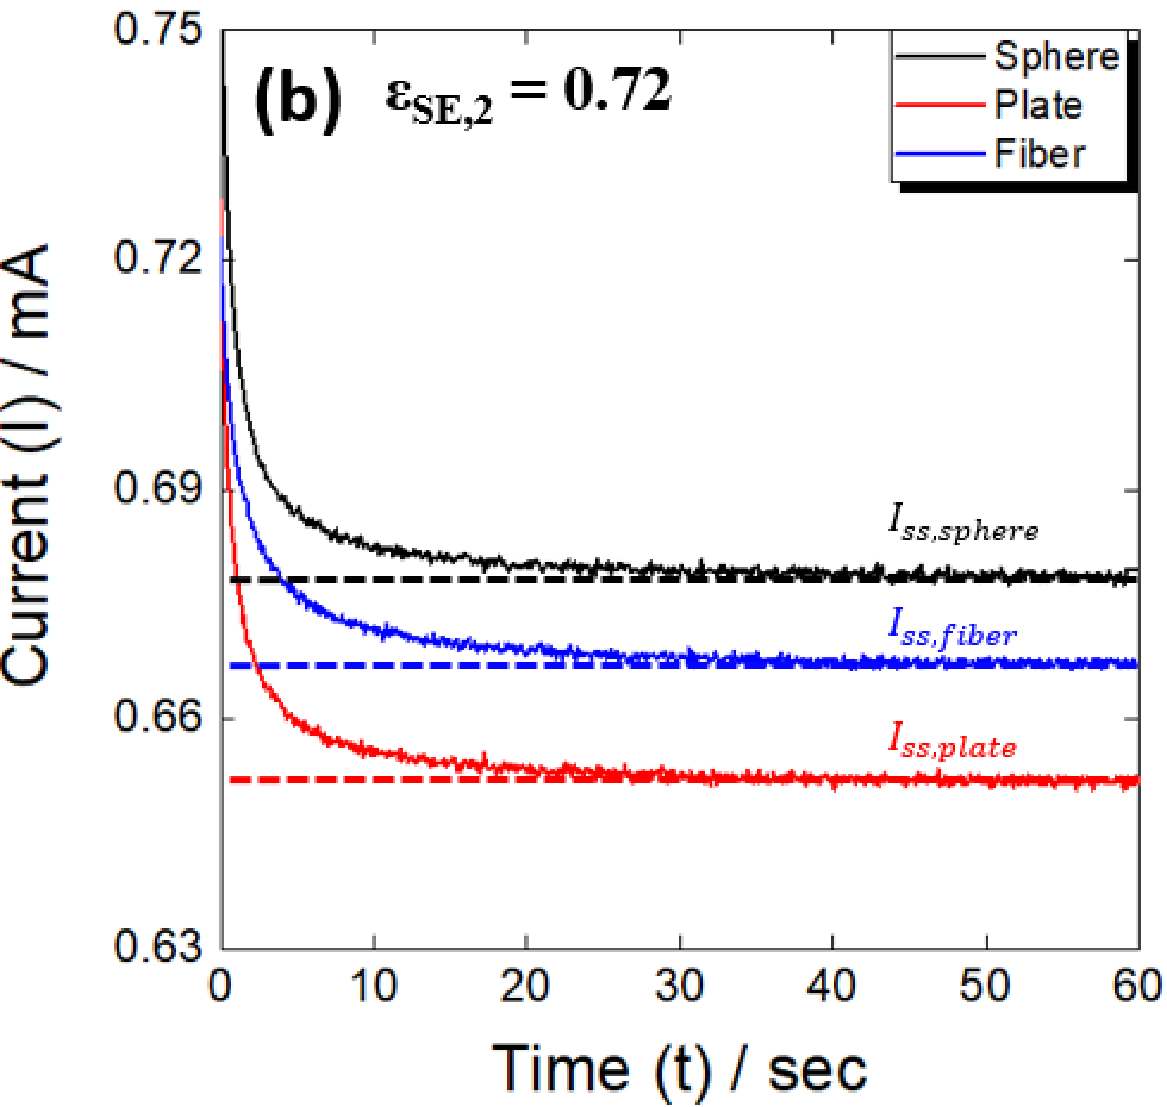 0.75
(b) εSE,2 = 0.72
Sphere
Plate
Fiber
0.72
0.69
0.66
0.63
Current (I) / mA
Iss,sphere
Iss,fiber
Iss,plate
0 10 20 30 40 50 60
Time (t) / sec